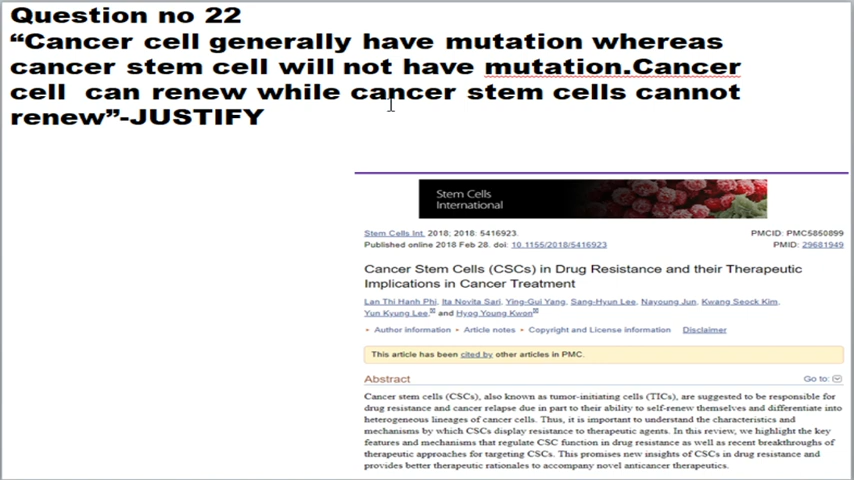 Question no 22
“Cancer cell generally have mutation whereas
cancer stem cell will not have mutation.Cancer
cell can renew while cancer stem cells cannot
renew”-JUSTIFY
Stem Cells
International
Stem Cells Int. 2018; 2018: 5416923.
PMCID: PMC5850899
Published online 2018 Feb 28. doi: 10.1155/2018/5416923
PMID: 29681949
Cancer Stem Cells (CSCs) in Drug Resistance and their Therapeutic
Implications in Cancer Treatment
Lan Thi Hanh Phi, Ita Novita Sari, Ying-Gui Yang, Sang-Hyun Lee, Nayoung Jun, Kwang Seock Kim,
Yun Kyung Lee, and Hyog Young Kwon
Author information • Article notes • Copyright and License information Disclaimer
This article has been cited by other articles in PMC.
Abstract
Go to:
Cancer stem cells (CSCs), also known as tumor-initiating cells (TICs), are suggested to be responsible for
drug resistance and cancer relapse due in part to their ability to self-renew themselves and differentiate into
heterogeneous lineages of cancer cells. Thus, it is important to understand the characteristics and
mechanisms by which CSCs display resistance to therapeutic agents. In this review, we highlight the key
features and mechanisms that regulate CSC function in drug resistance as well as recent breakthroughs of
therapeutic approaches for targeting CSCs. This promises new insights of CSCs in drug resistance and
provides better therapeutic rationales to accompany novel anticancer therapeutics.